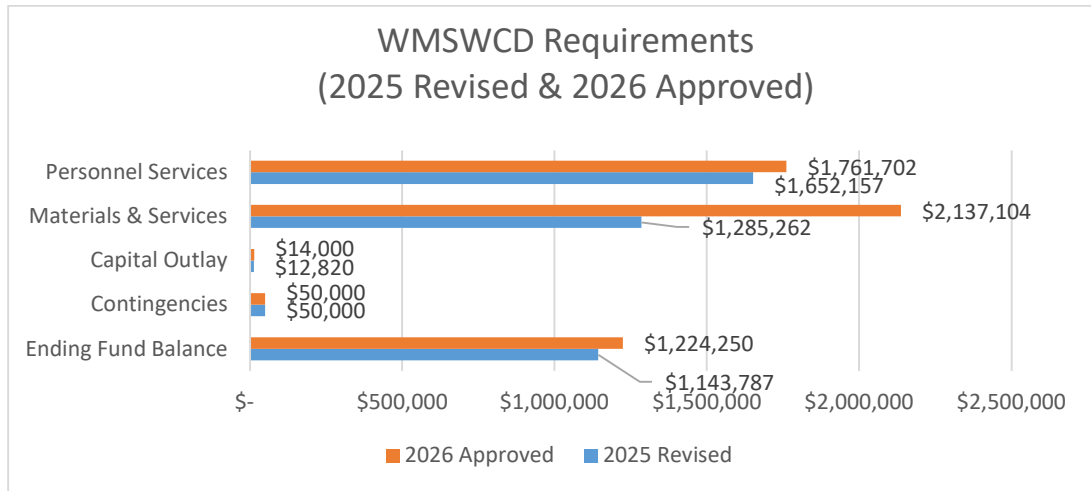 WMSWCD Requirements
(2025 Revised & 2026 Approved)
Personnel Services
$1,761,702
$1,652,157
Materials & Services
$2,137,104
$1,285,262
Capital Outlay
$14,000
$12,820
Contingencies
$50,000
$50,000
Ending Fund Balance
$1,224,250
$1,143,787
$- $500,000 $1,000,000 $1,500,000 $2,000,000 $2,500,000
2026 Approved 2025 Revised